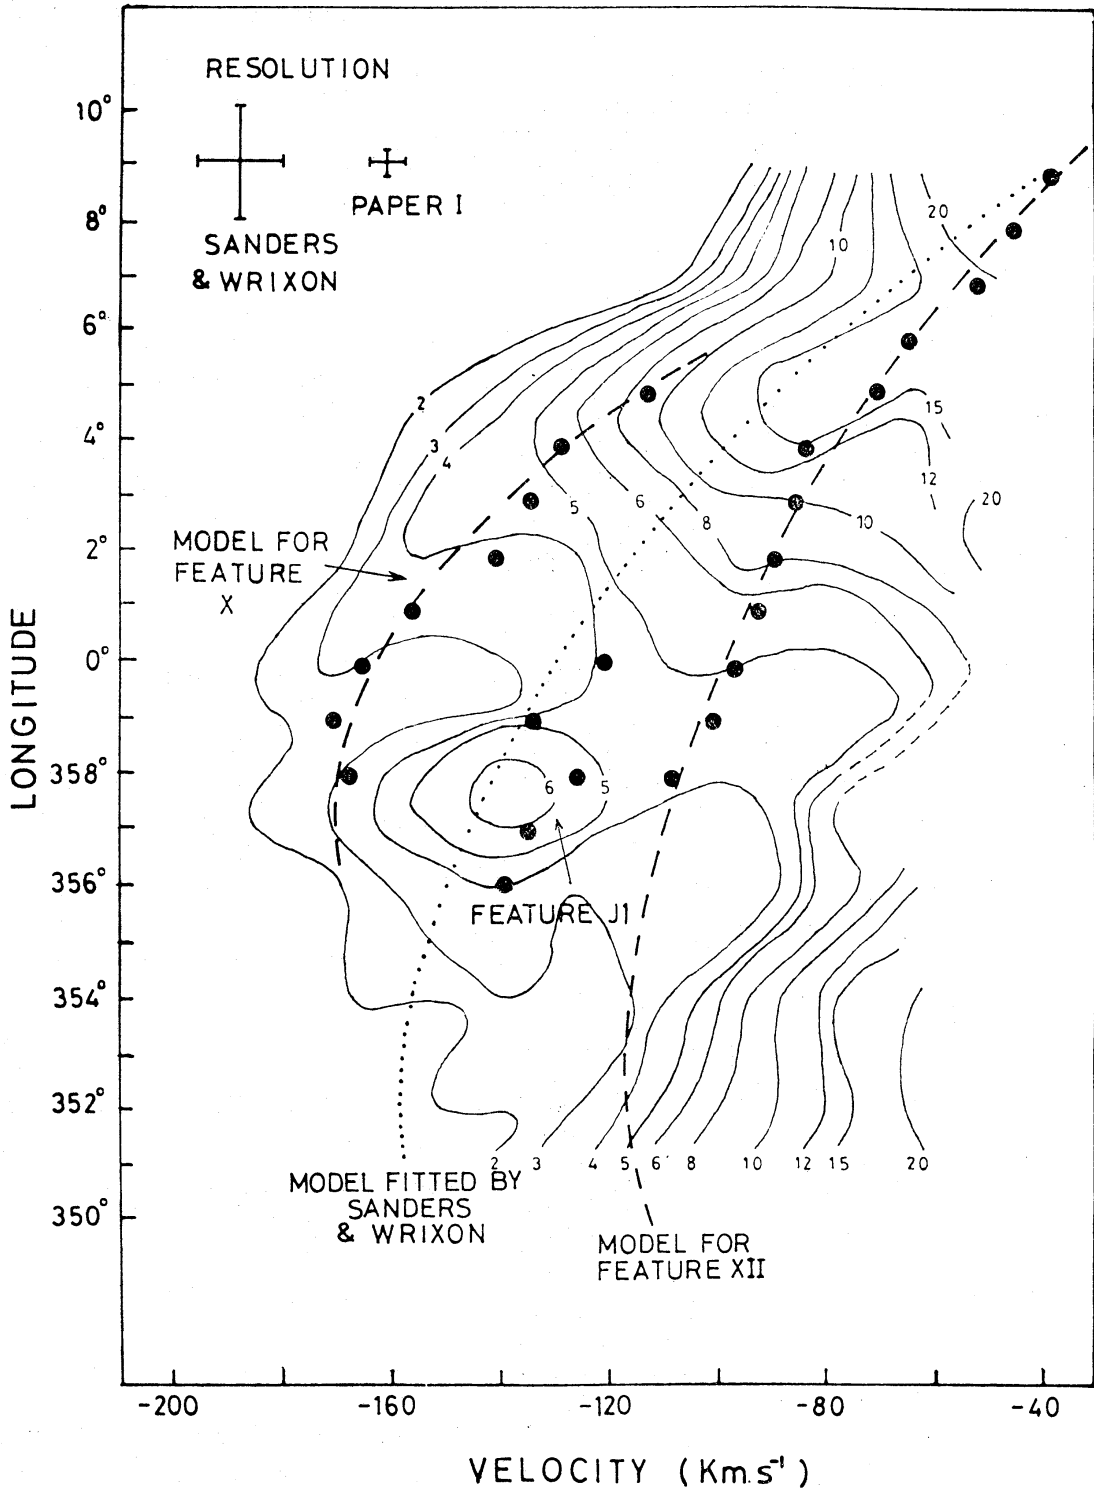 RESOLUTION
10°
PAPER I
8°
20
SANDERS
10
& WRIXON
6°
2
15
4°
3
4
12
20
6
5
8
10
MODEL FOR
FEATURE
X
2°
0°
LONGITUDE
358°
6
5
356°
FEATURE J1
354°
352°
2
3
4
5
6
8
10
12
15
20
MODEL FITTED BY
SANDERS
& WRIXON
350°
MODEL FOR
FEATURE XII
-200
-160
-120
-80
-40
VELOCITY (Km.s⁻¹)